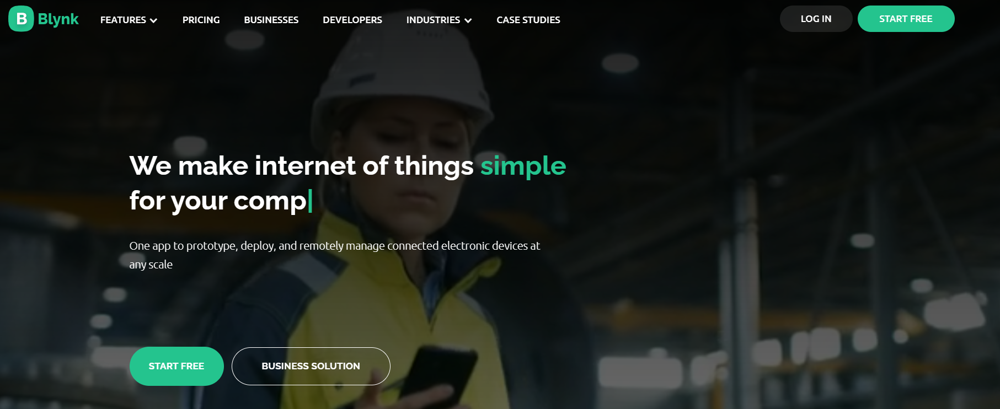 B Blynk
FEATURES
PRICING
BUSINESSES
DEVELOPERS
INDUSTRIES
CASE STUDIES
LOG IN
START FREE
We make internet of things simple
for your comp
One app to prototype, deploy, and remotely manage connected electronic devices at
any scale
START FREE
BUSINESS SOLUTION